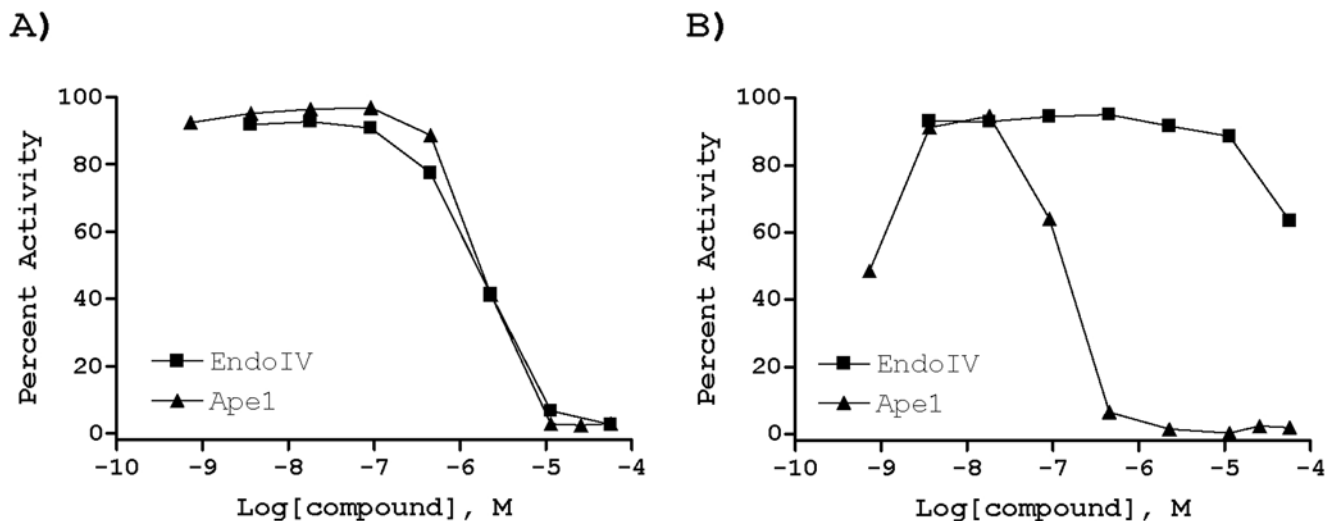 A)
B)
Percent Activity
100
80
60
40
20
0
EndoIV
Ape1
-10
-9
-8
-7
-6
-5
-4
Log[compound], M
Percent Activity
100
80
60
40
20
0
EndoIV
Ape1
-10
-9
-8
-7
-6
-5
-4
Log[compound], M